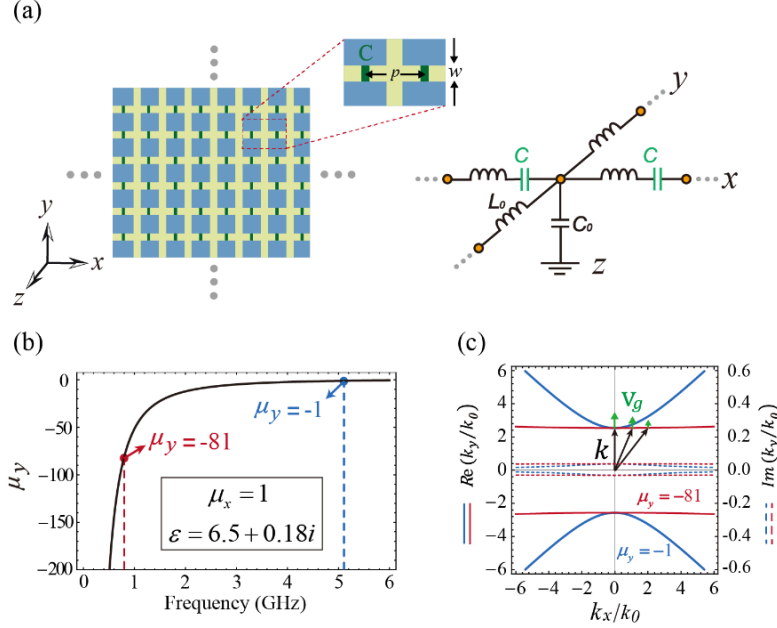 (a)
C
p
w
y
x
z
y
C
C
x
L₀
C₀
z
(b)
0
-50
-100
-150
-200
μy
μy = -1
μy = -81
μx = 1
ε = 6.5 + 0.18i
0 1 2 3 4 5 6
Frequency (GHz)
(c)
6
4
2
0
-2
-4
-6
Re (ky/k0)
Vg
k
μy = -81
μy = -1
0.6
0.4
0.2
0.0
-0.2
-0.4
-0.6
Im (ky/k0)
-6 -4 -2 0 2 4 6
kx/k0